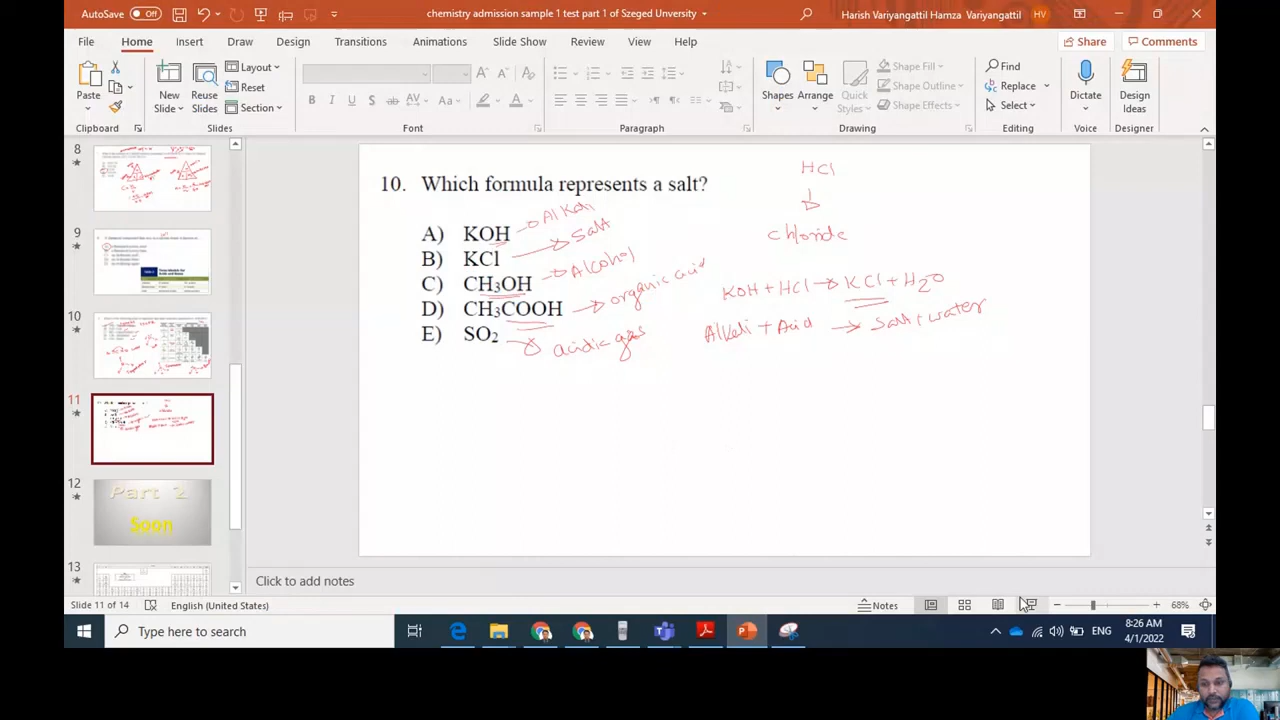 AutoSave Off
chemistry admission sample 1 test part 1 of Szeged Unversity
Harish Variyangattil Hamza Variyangattil HV
File Home Insert Draw Design Transitions Animations Slide Show Review View Help
Share Comments
Paste
New Slide
Reuse Slides
Layout
Reset
Section
Shapes
Arrange
Quick Styles
Shape Fill
Shape Outline
Shape Effects
Find
Replace
Select
Dictate
Design Ideas
Clipboard Slides Font Paragraph Drawing Editing Voice Designer
8
9
10
11
12
Part 2
Soon
13
10. Which formula represents a salt?
A) KOH
Alkali
B) KCl
Salt
C) CH3OH
Alcohol
D) CH3COOH
organic acid
E) SO2
acidic gas
HCl
chloride
KOH + HCl + H2O
Alkali + Acid Salt + water
Click to add notes
Slide 11 of 14
English (United States)
Notes
68%
Type here to search
ENG
8:26 AM
4/1/2022